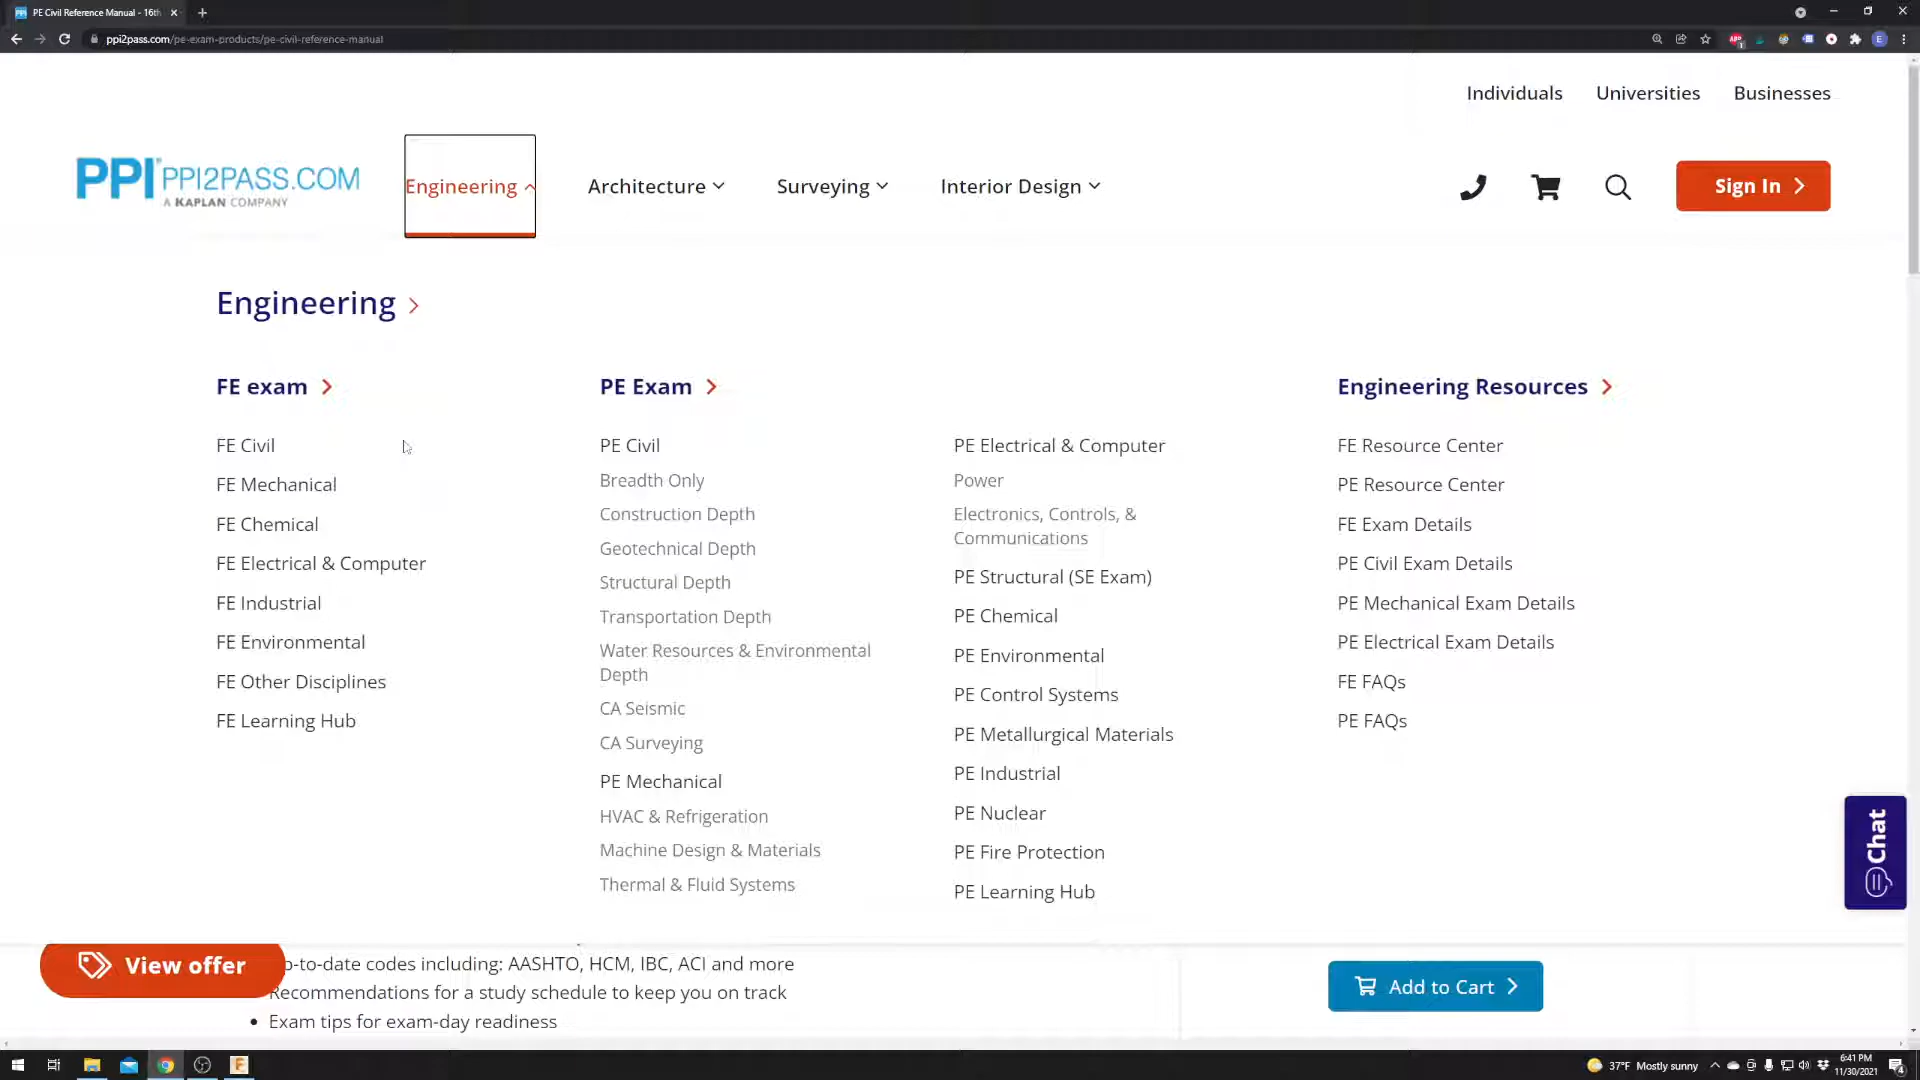 PE Civil Reference Manual - 16th
ppi2pass.com/pe-exam-products/pe-civil-reference-manual
Individuals Universities Businesses
PPI PPI2PASS.COM
A KAPLAN COMPANY
Engineering Architecture Surveying Interior Design Sign In
Engineering
FE exam
FE Civil
FE Mechanical
FE Chemical
FE Electrical & Computer
FE Industrial
FE Environmental
FE Other Disciplines
FE Learning Hub
PE Exam
PE Civil
Breadth Only
Construction Depth
Geotechnical Depth
Structural Depth
Transportation Depth
Water Resources & Environmental
Depth
CA Seismic
CA Surveying
PE Mechanical
HVAC & Refrigeration
Machine Design & Materials
Thermal & Fluid Systems
PE Electrical & Computer
Power
Electronics, Controls, &
Communications
PE Structural (SE Exam)
PE Chemical
PE Environmental
PE Control Systems
PE Metallurgical Materials
PE Industrial
PE Nuclear
PE Fire Protection
PE Learning Hub
Engineering Resources
FE Resource Center
PE Resource Center
FE Exam Details
PE Civil Exam Details
PE Mechanical Exam Details
PE Electrical Exam Details
FE FAQs
PE FAQs
Chat
View offer
p-to-date codes including: AASHTO, HCM, IBC, ACI and more
Recommendations for a study schedule to keep you on track
Exam tips for exam-day readiness
Add to Cart
37°F Mostly sunny
6:41 PM
11/30/2021